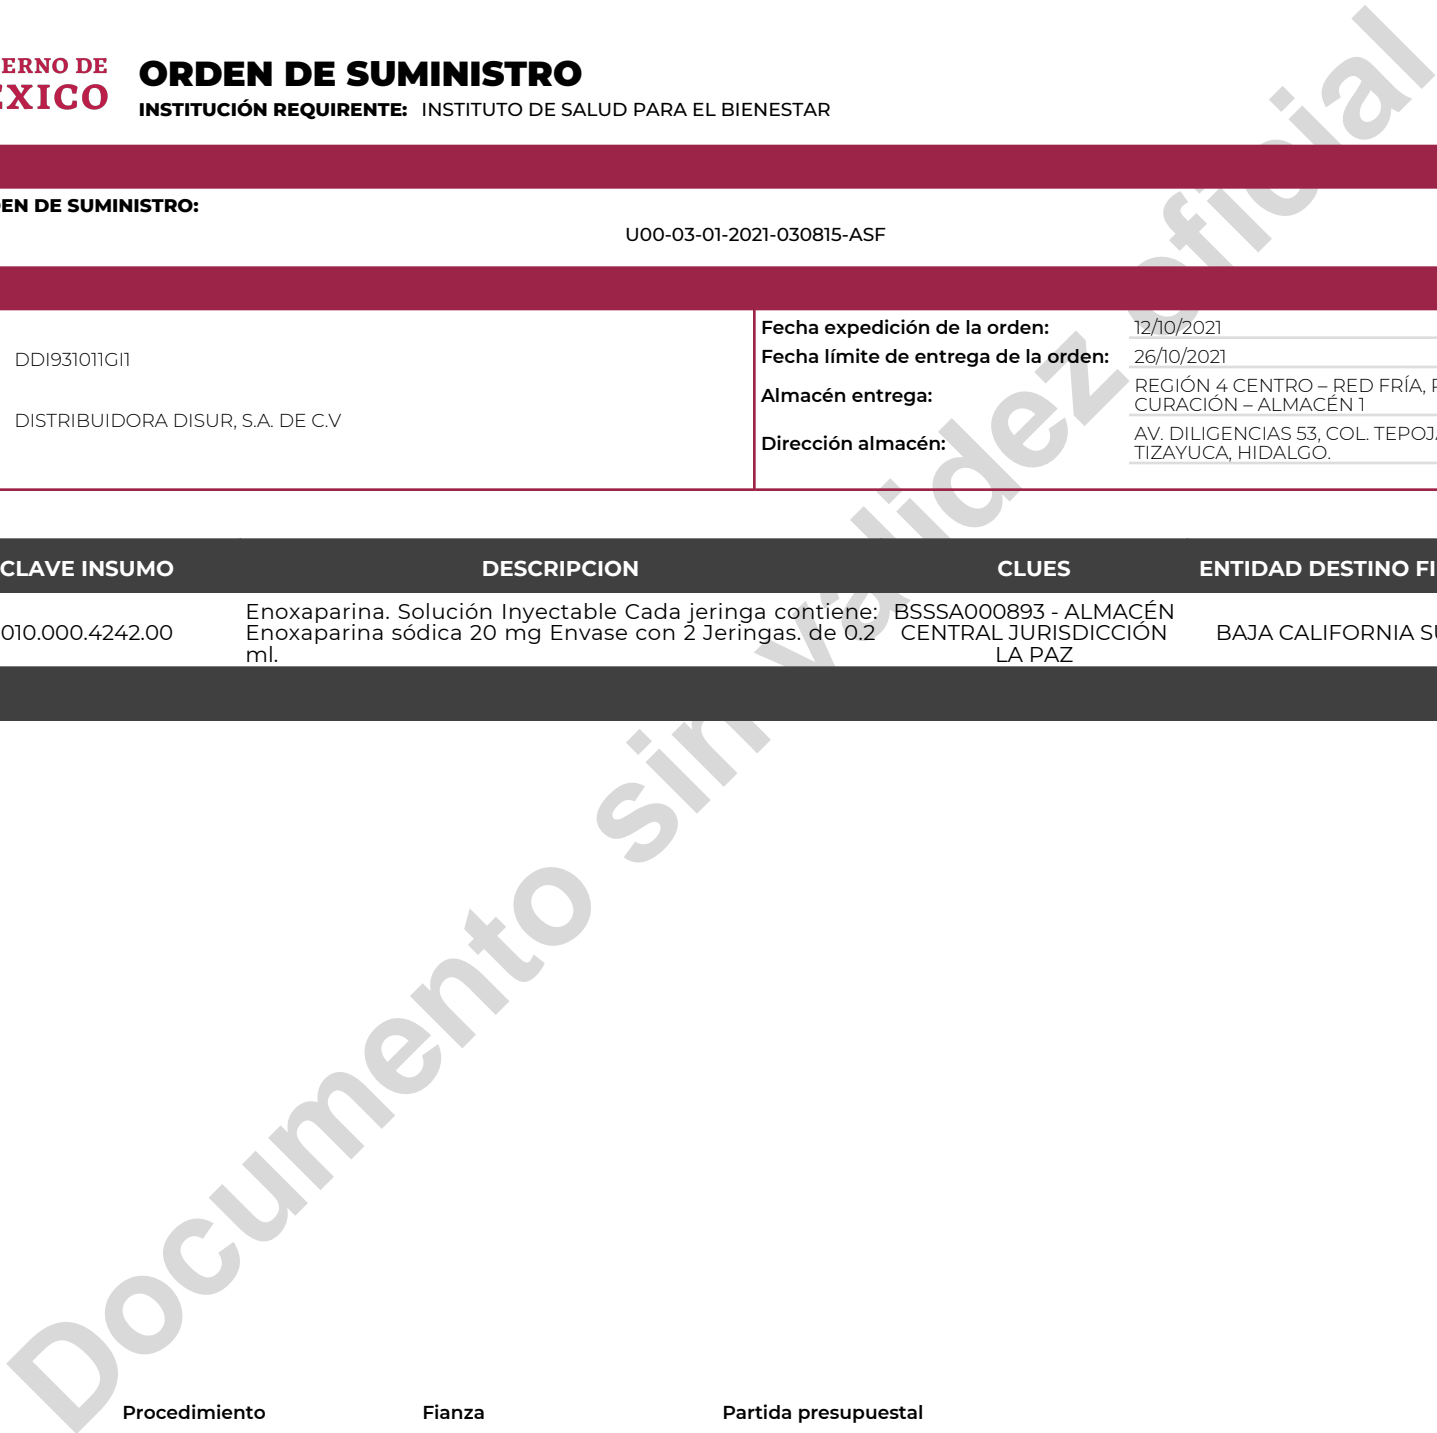 ERNO DE
EXICO
ORDEN DE SUMINISTRO
INSTITUCIÓN REQUIRENTE: INSTITUTO DE SALUD PARA EL BIENESTAR
EN DE SUMINISTRO:
U00-03-01-2021-030815-ASF
DDI931011GI1
DISTRIBUIDORA DISUR, S.A. DE C.V
Fecha expedición de la orden: 12/10/2021
Fecha límite de entrega de la orden: 26/10/2021
Almacén entrega: REGIÓN 4 CENTRO – RED FRÍA,
CURACIÓN – ALMACÉN 1
Dirección almacén: AV. DILIGENCIAS 53, COL. TEPOJA
TIZAYUCA, HIDALGO.
CLAVE INSUMO DESCRIPCION CLUES ENTIDAD DESTINO FI
010.000.4242.00
Enoxaparina. Solución Inyectable Cada jeringa contiene:
Enoxaparina sódica 20 mg Envase con 2 Jeringas. de 0.2
ml.
BSSSA000893 - ALMACÉN
CENTRAL JURISDICCIÓN
LA PAZ
BAJA CALIFORNIA SU
Documento sin validez oficial
Procedimiento Fianza Partida presupuestal